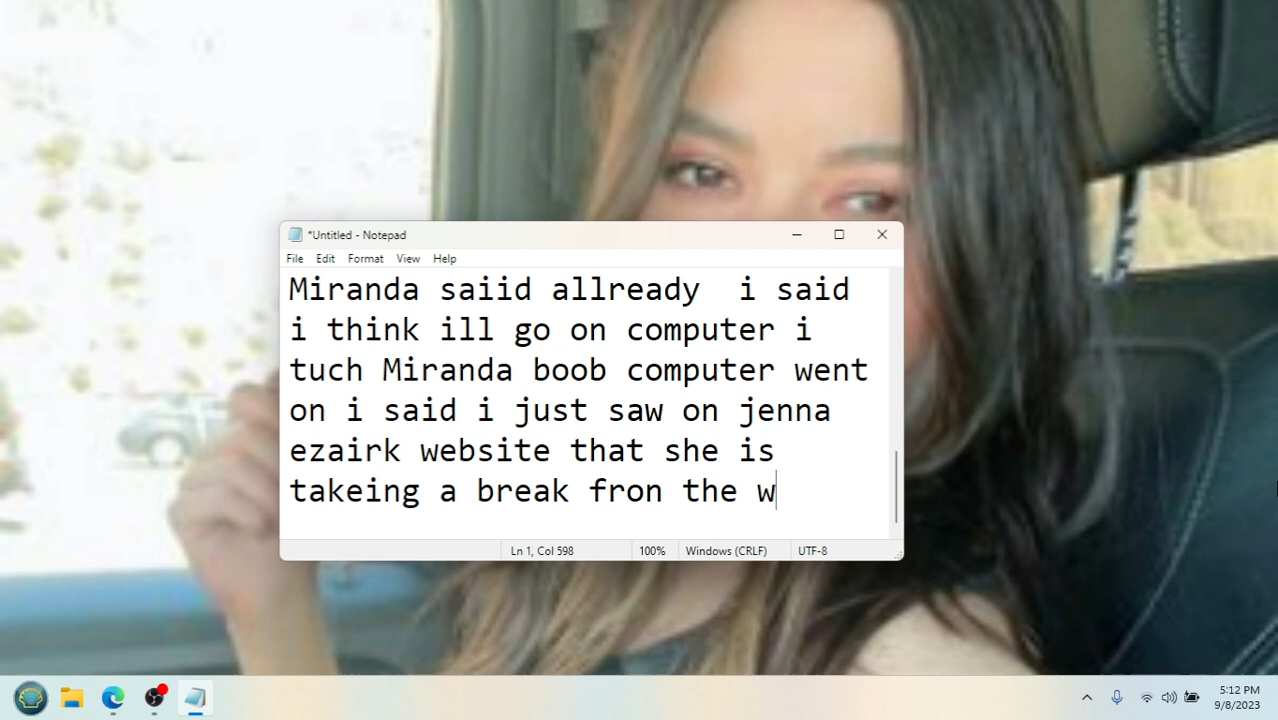 *Untitled - Notepad
File Edit Format View Help
Miranda saiid allready  i said
i think ill go on computer i
tuch Miranda boob computer went
on i said i just saw on jenna
ezairk website that she is
takeing a break fron the w
Ln 1, Col 598 100% Windows (CRLF) UTF-8
5:12 PM
9/8/2023